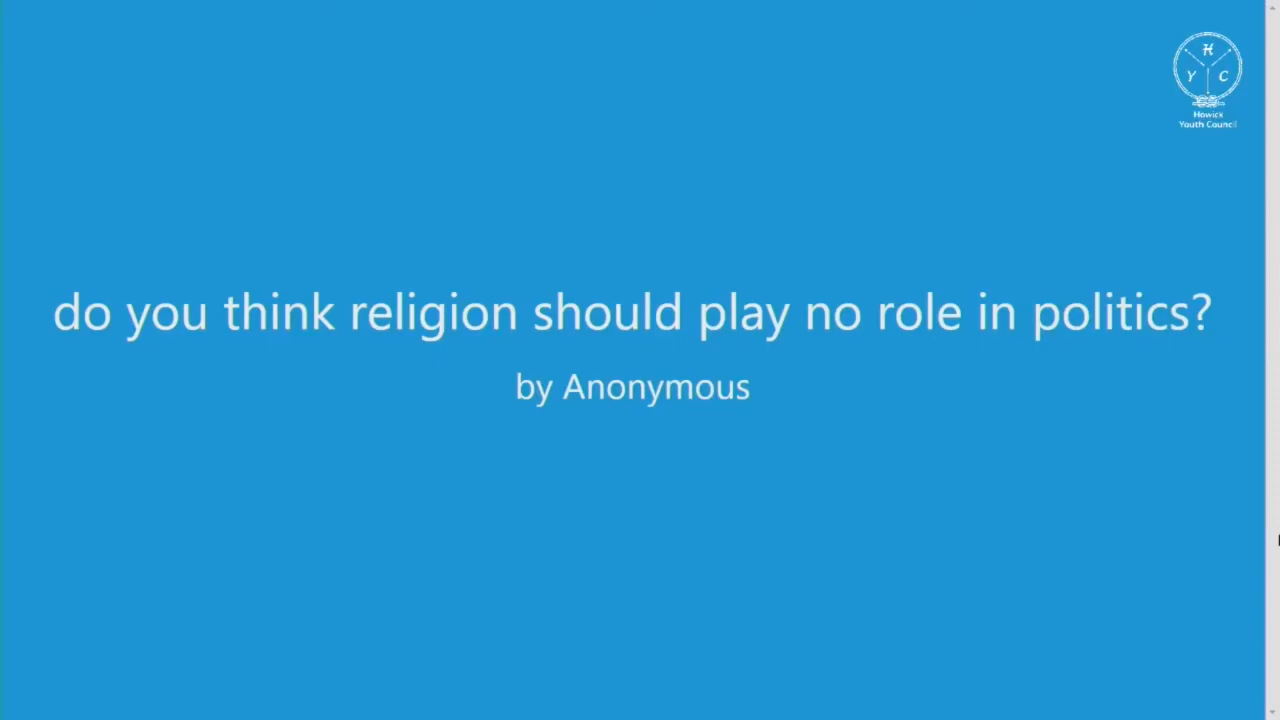 H
Y C
Howick
Youth Council
do you think religion should play no role in politics?
by Anonymous